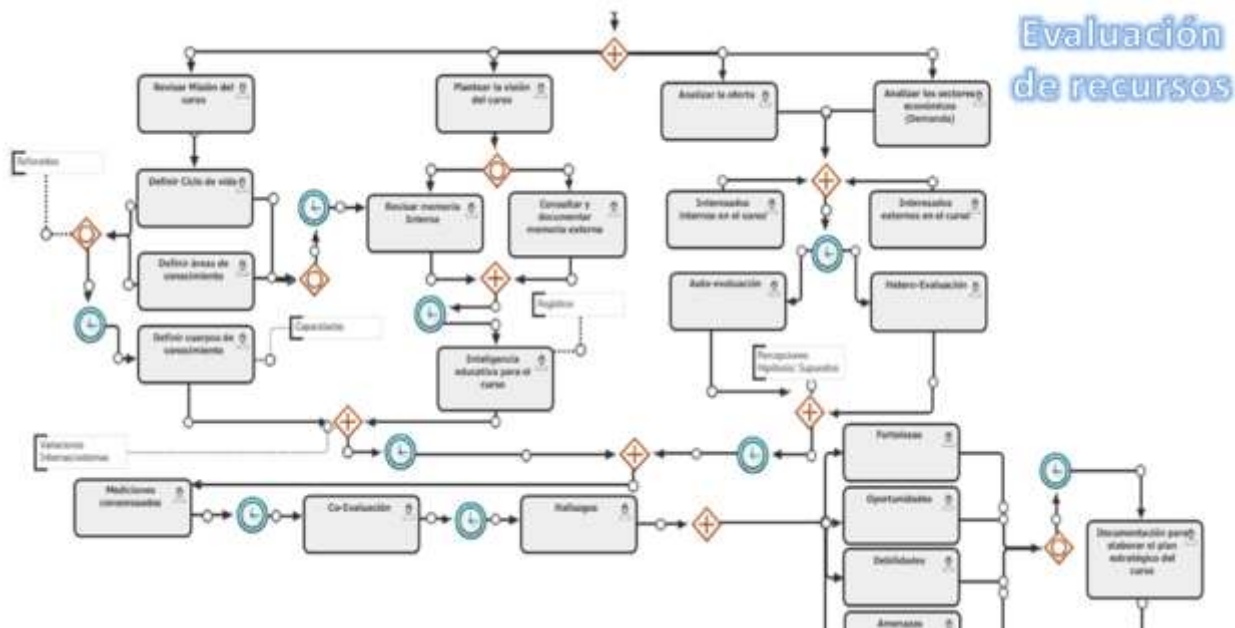 Evaluación
de recursos
Revisar Misión del
curso
Plantear la visión
del curso
Analizar la oferta
Analizar los sectores
económicos
(Demanda)
Definir Ciclo de vida
Revisar memoria
Interna
Consultar y
documentar
memoria externa
Interesados
internos en el curso
Interesados
externos en el curso
Definir áreas de
conocimiento
Auto-evaluación
Hetero-Evaluación
Registros
Definir cuerpos de
conocimiento
Capacidades
Inteligencia
educativa para el
curso
Percepciones
Hipótesis/ Supuestos
Fortalezas
Mediciones
consensuadas
Co-Evaluación
Hallazgos
Oportunidades
Debilidades
Documentación para
elaborar el plan
estratégico del
curso
Amenazas